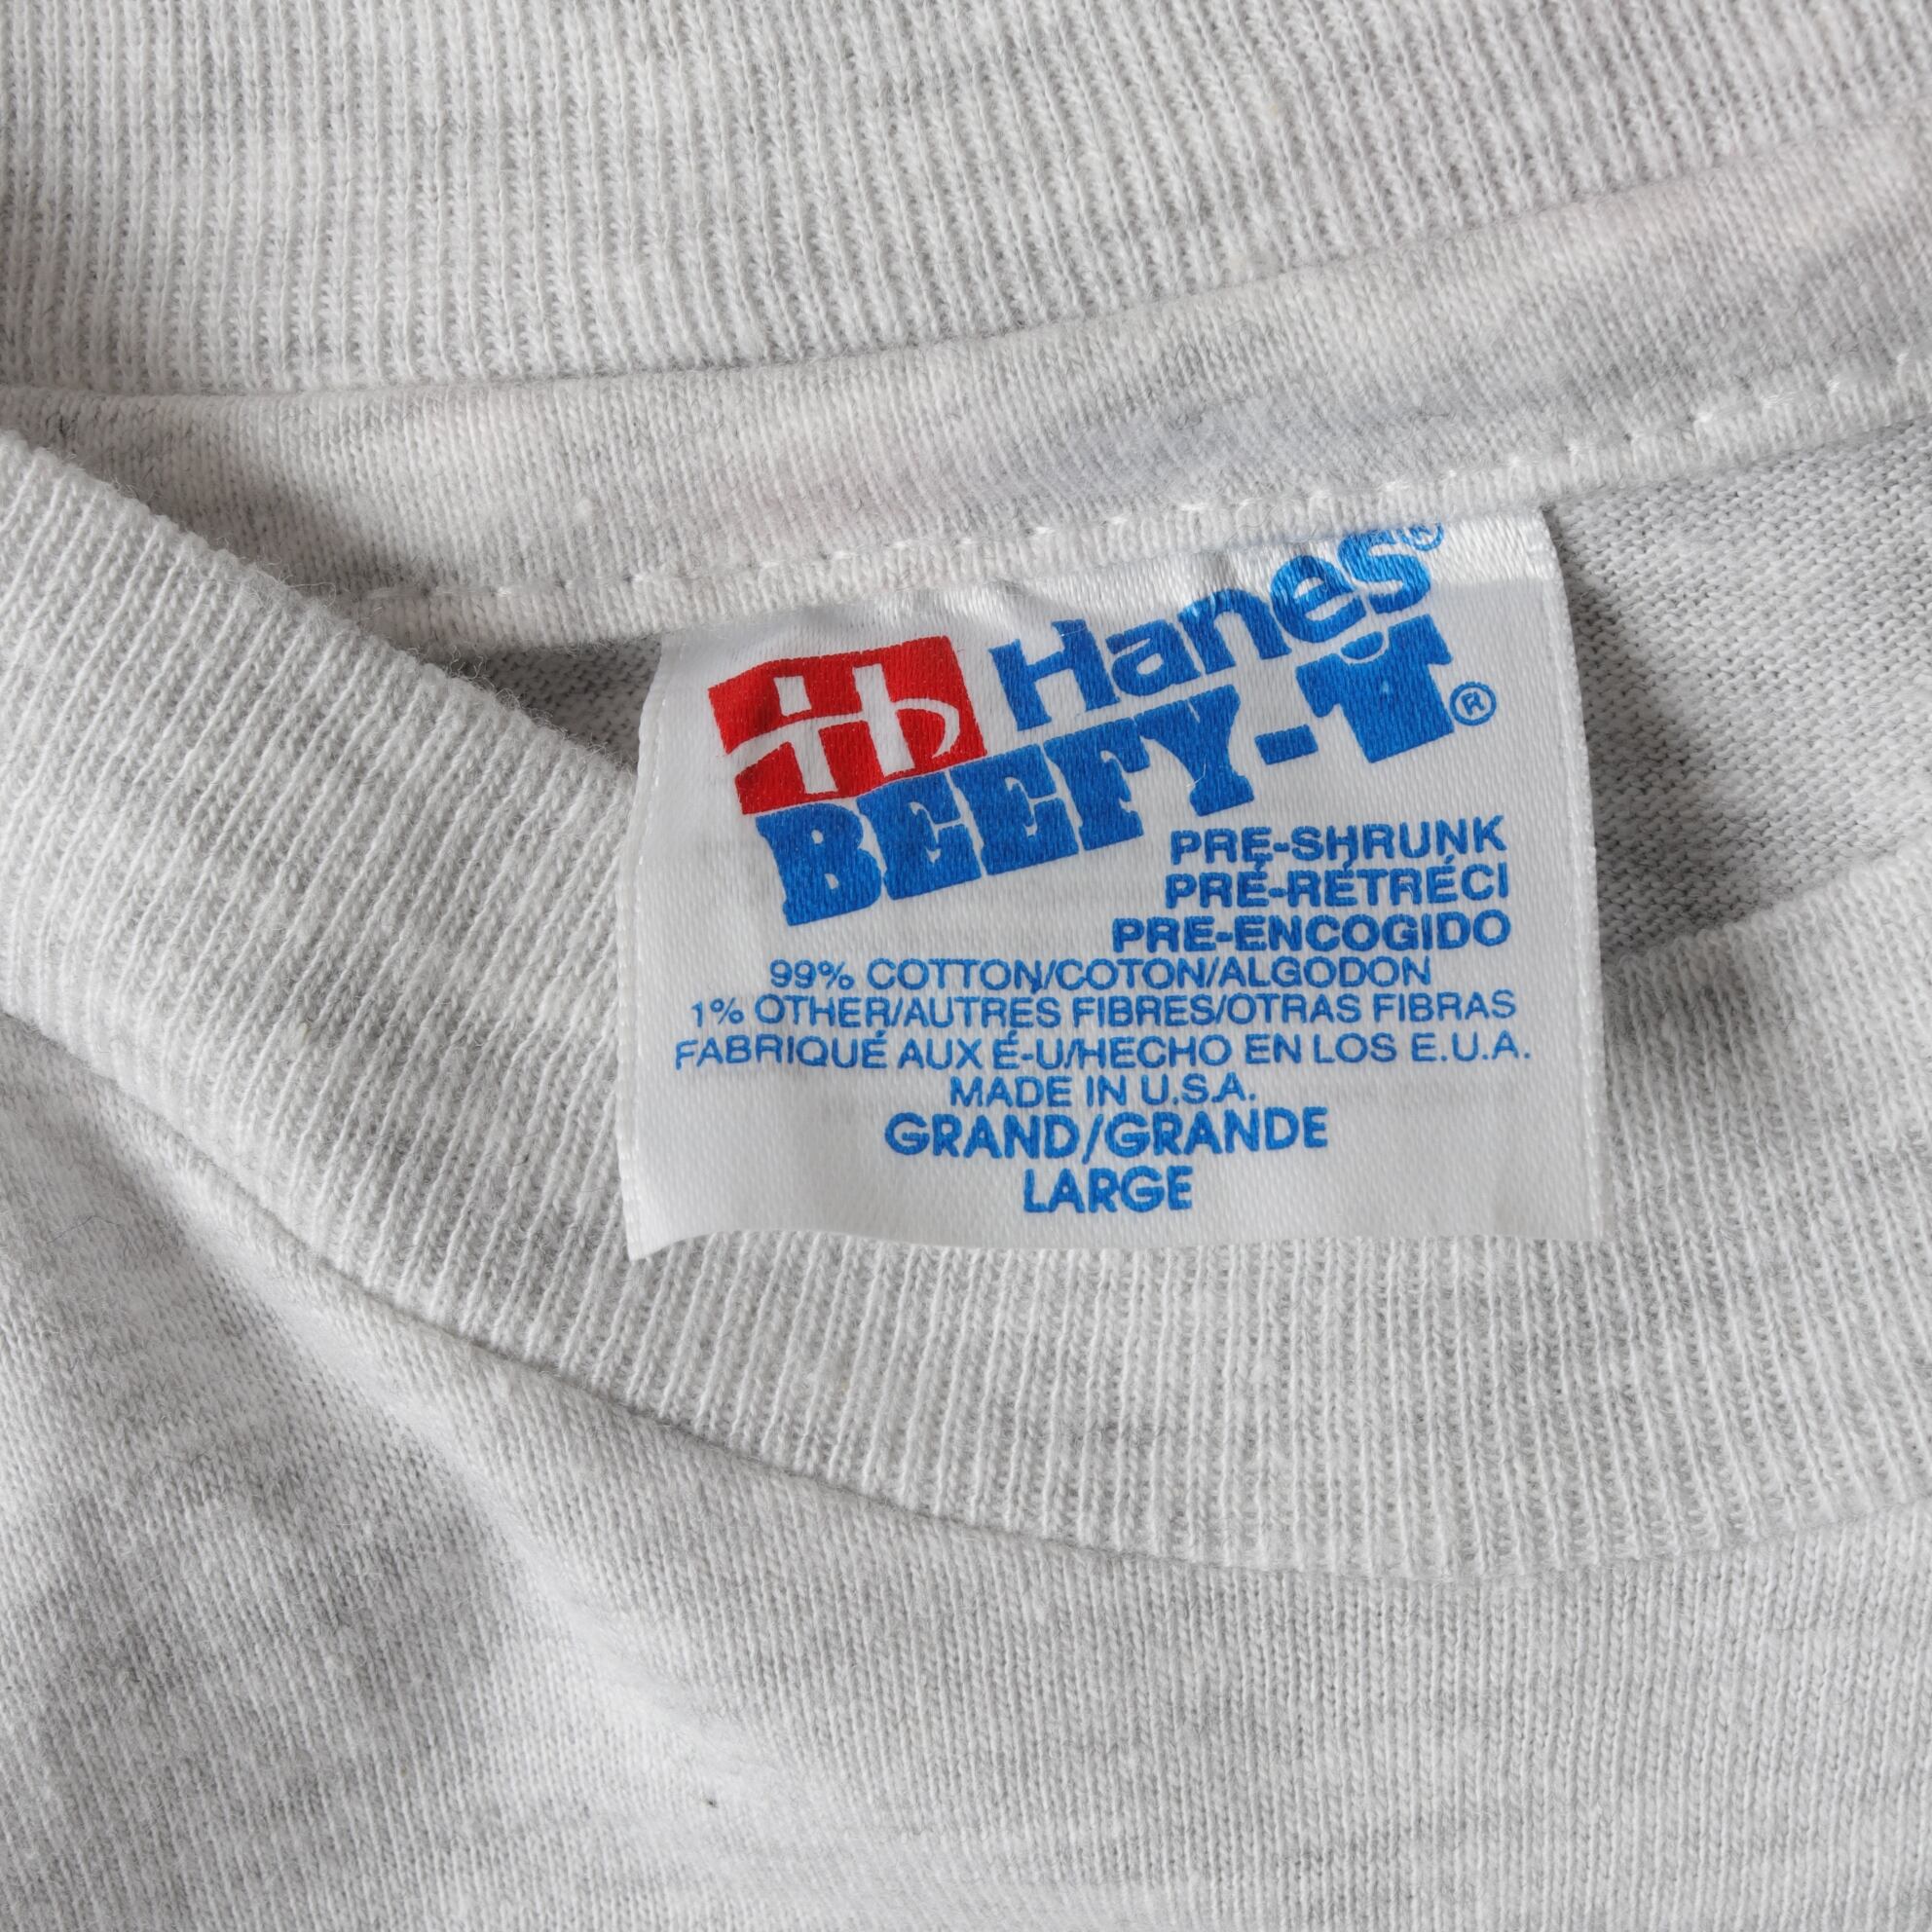 Hanes®
BEEFY-T®
PRE-SHRUNK
PRÉ-RÉTRÉCI
PRE-ENCOGIDO
99% COTTON/COTON/ALGODON
1% OTHER/AUTRES FIBRES/OTRAS FIBRAS
FABRIQUÉ AUX É-U/HECHO EN LOS E.U.A.
MADE IN U.S.A.
GRAND/GRANDE
LARGE